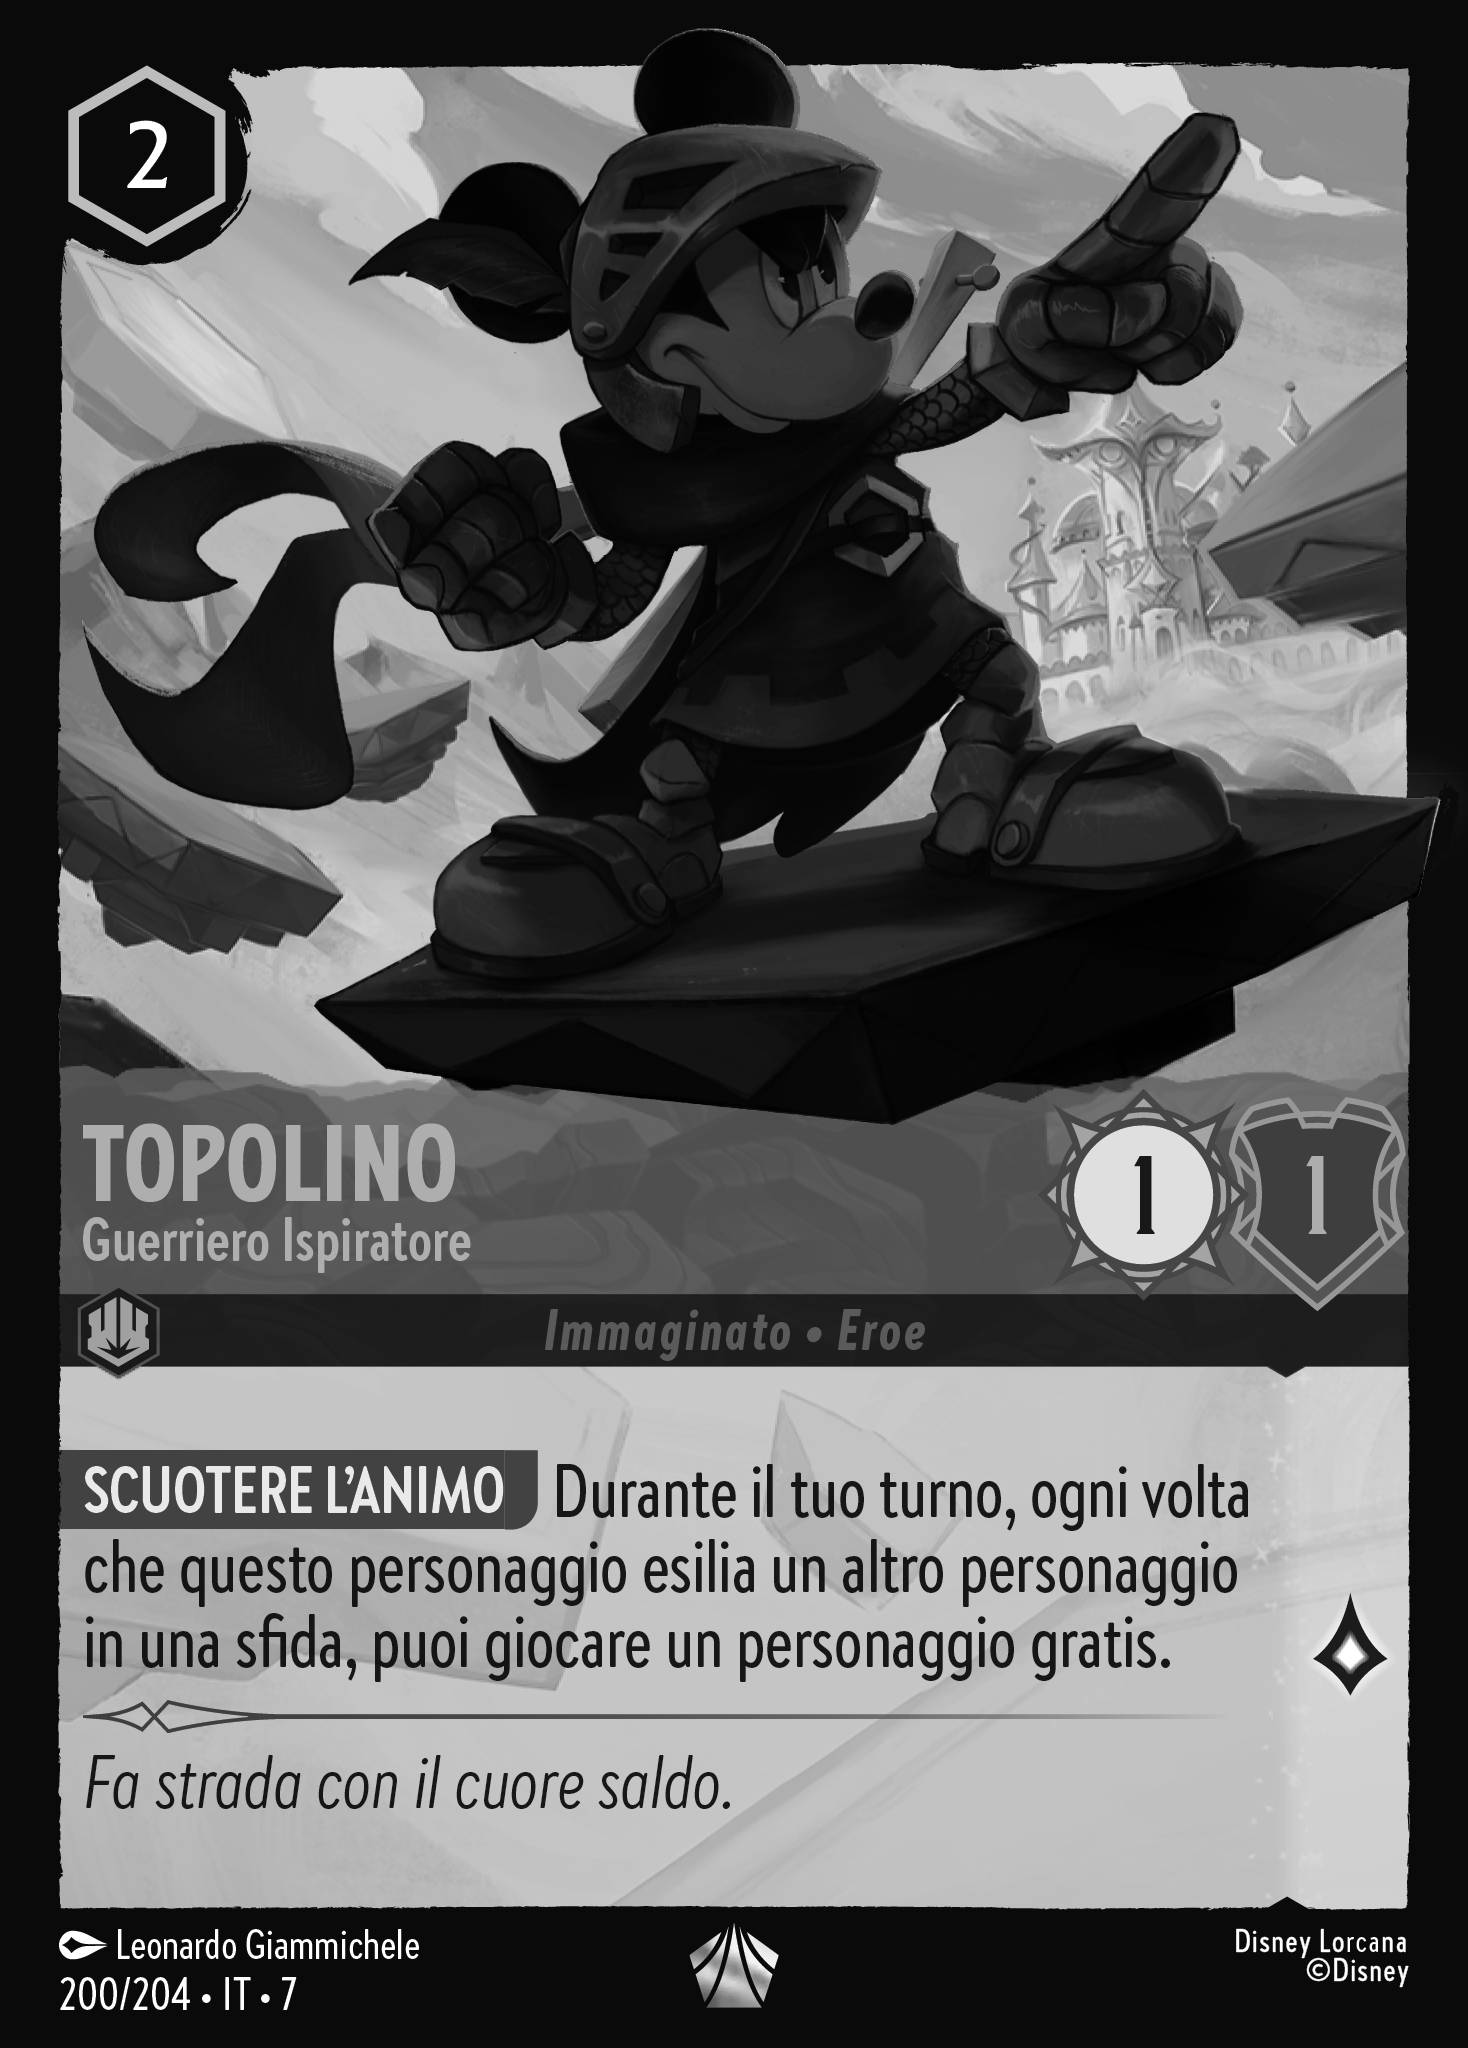 2
TOPOLINO
Guerriero Ispiratore
1 1
Immaginato • Eroe
SCUOTERE L’ANIMO Durante il tuo turno, ogni volta
che questo personaggio esilia un altro personaggio
in una sfida, puoi giocare un personaggio gratis.
Fa strada con il cuore saldo.
Leonardo Giammichele
200/204 • IT • 7
Disney Lorcana
©Disney